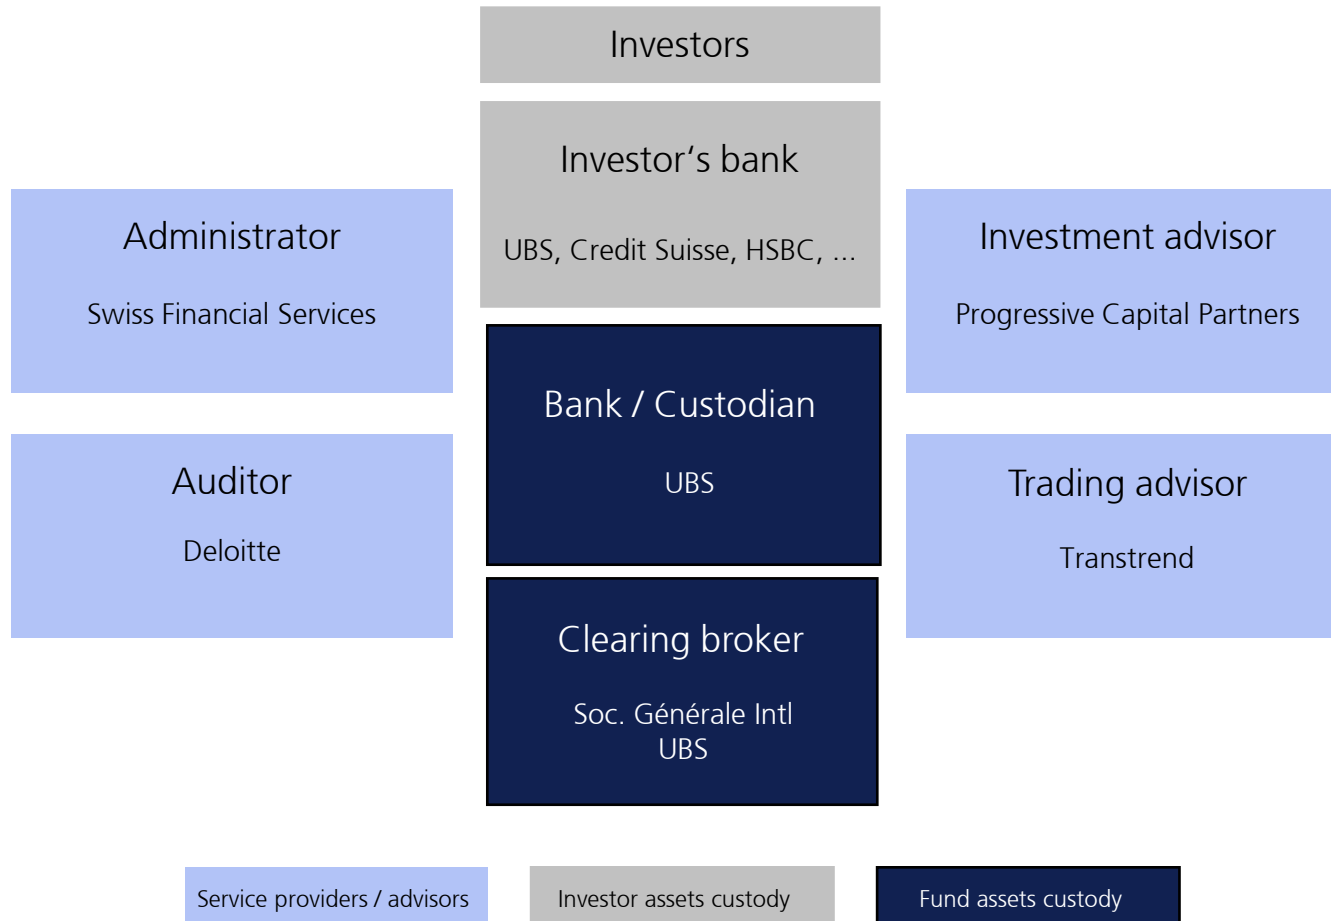 Investors
Investor‘s bank
UBS, Credit Suisse, HSBC, ...
Administrator
Swiss Financial Services
Investment advisor
Progressive Capital Partners
Bank / Custodian
UBS
Auditor
Deloitte
Trading advisor
Transtrend
Clearing broker
Soc. Générale Intl
UBS
Service providers / advisors
Investor assets custody
Fund assets custody